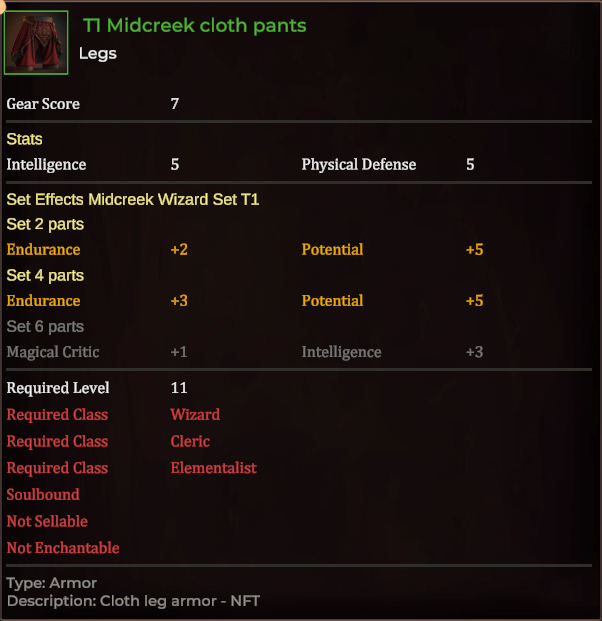 T1 Midcreek cloth pants
Legs
Gear Score 7
Stats
Intelligence 5 Physical Defense 5
Set Effects Midcreek Wizard Set T1
Set 2 parts
Endurance +2 Potential +5
Set 4 parts
Endurance +3 Potential +5
Set 6 parts
Magical Critic +1 Intelligence +3
Required Level 11
Required Class Wizard
Required Class Cleric
Required Class Elementalist
Soulbound
Not Sellable
Not Enchantable
Type: Armor
Description: Cloth leg armor - NFT